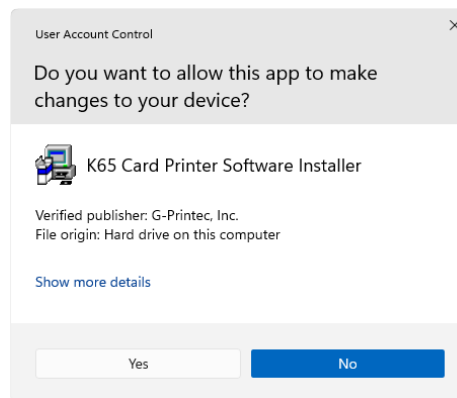 User Account Control
Do you want to allow this app to make
changes to your device?
K65 Card Printer Software Installer
Verified publisher: G-Printec, Inc.
File origin: Hard drive on this computer
Show more details
Yes
No